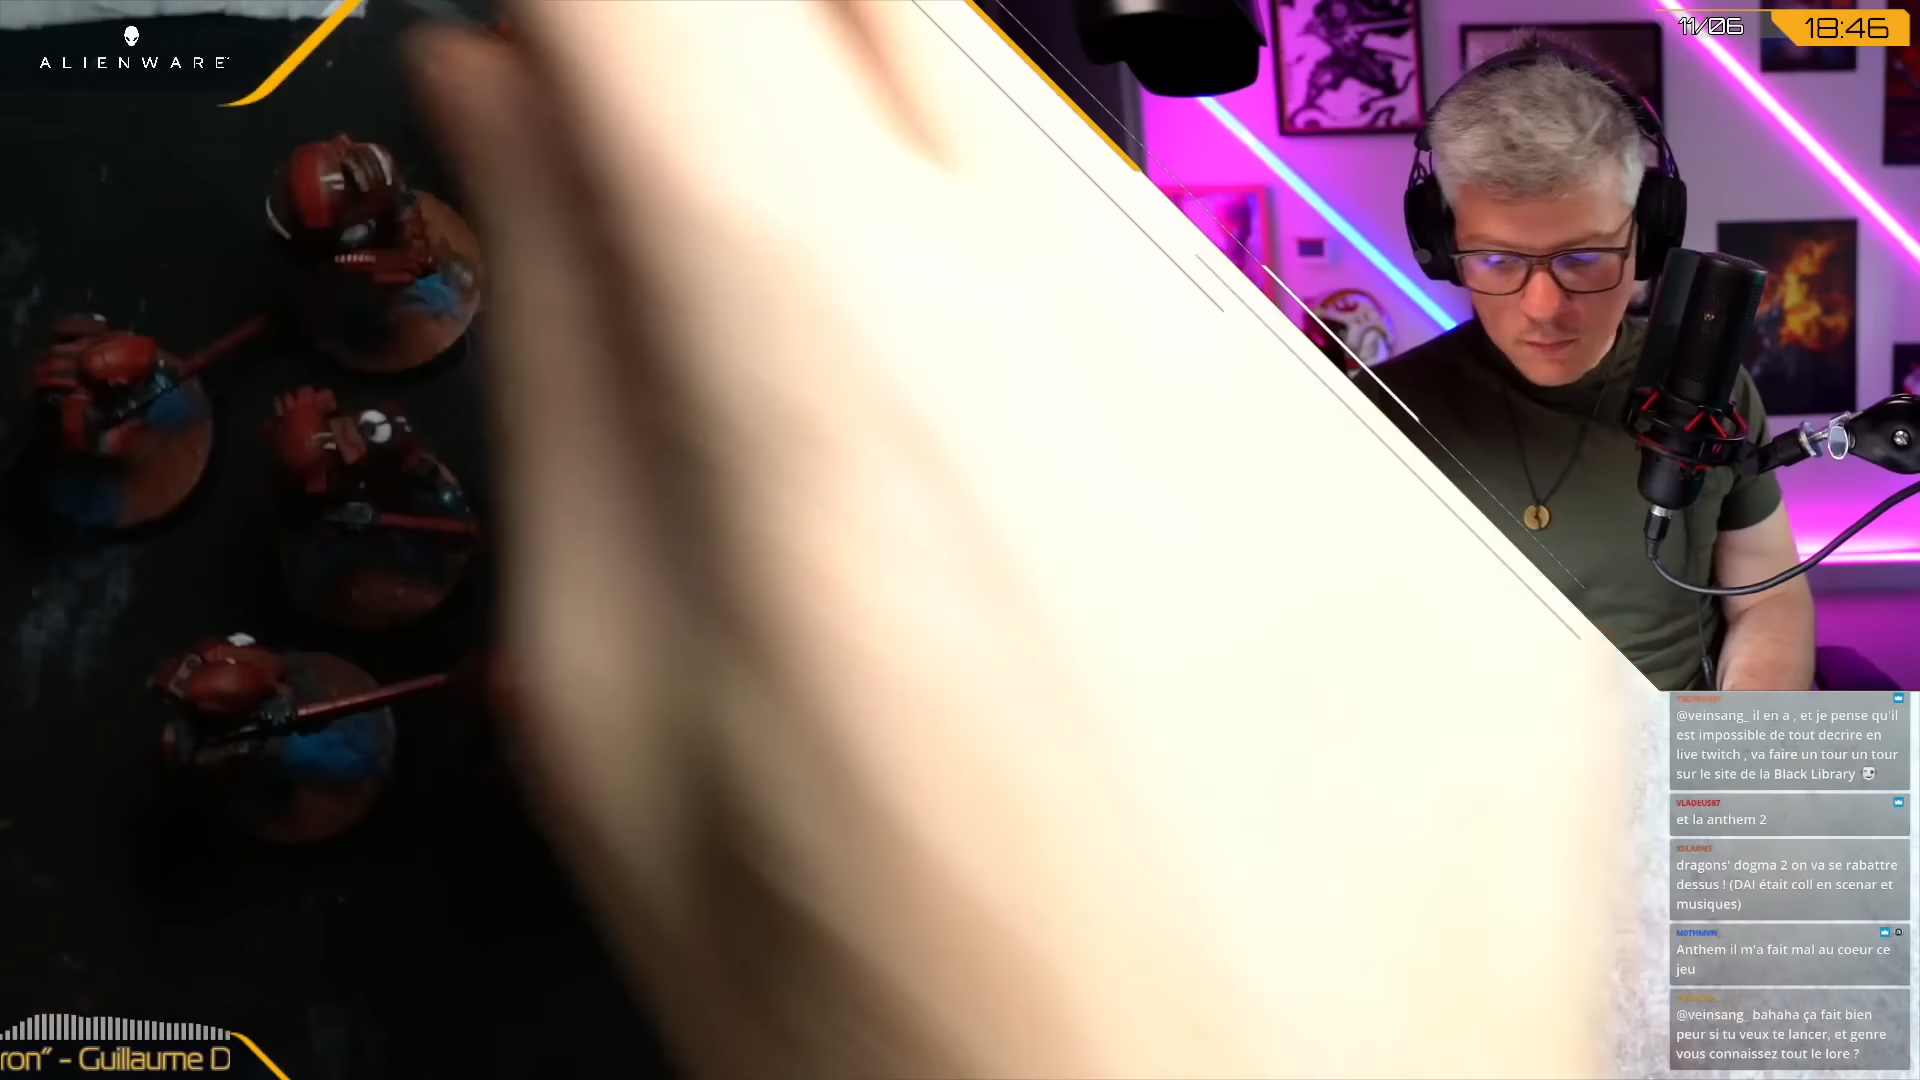 ALIENWARE
11/06
18:46
@veinsang_ il en a , et je pense qu'il
est impossible de tout decrire en
live twitch , va faire un tour un tour
sur le site de la Black Library
VLADEUS87
et la anthem 2
dragons' dogma 2 on va se rabattre
dessus ! (DAI était coll en scenar et
musiques)
M0THMVN
Anthem il m'a fait mal au coeur ce
jeu
@veinsang_ bahaha ça fait bien
peur si tu veux te lancer, et genre
vous connaissez tout le lore ?
ron" - Guillaume D